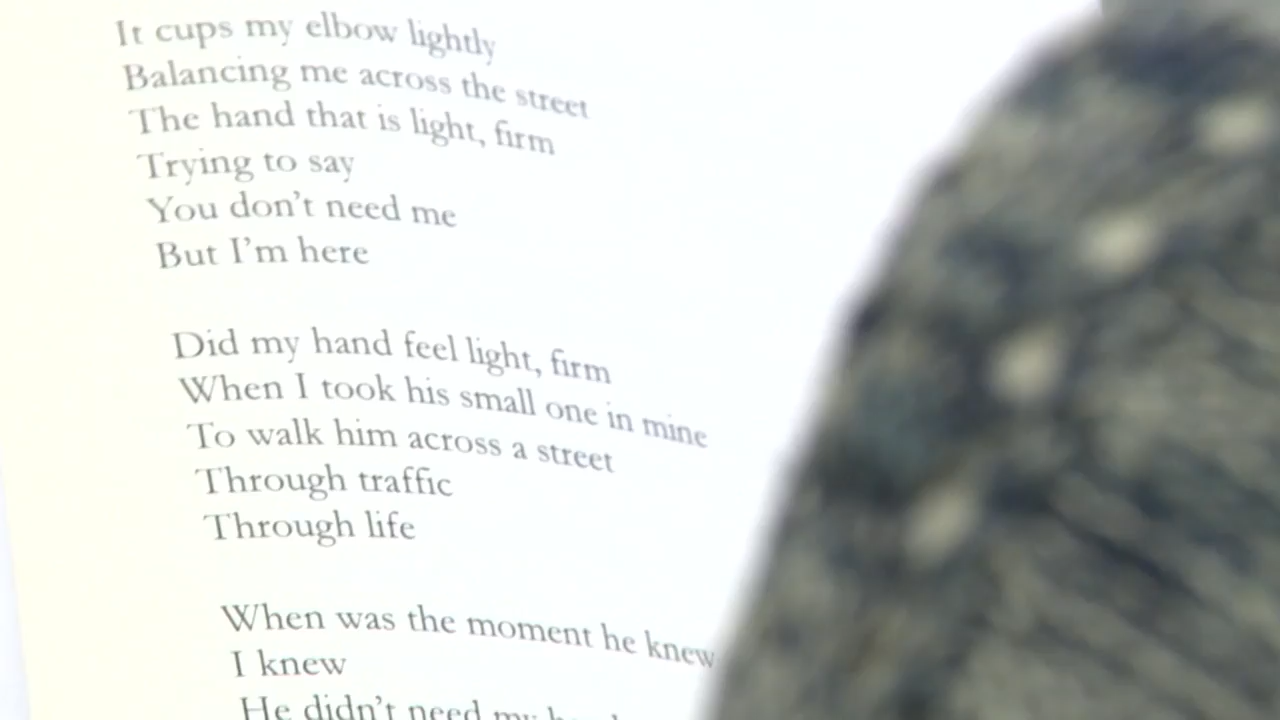 It cups my elbow lightly
Balancing me across the street
The hand that is light, firm
Trying to say
You don't need me
But I'm here
Did my hand feel light, firm
When I took his small one in mine
To walk him across a street
Through traffic
Through life
When was the moment he knew
I knew
He didn't need my